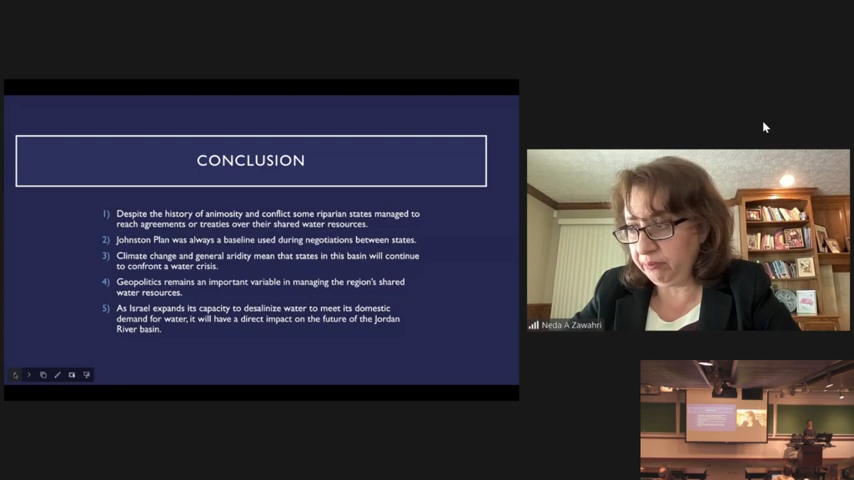 CONCLUSION
1) Despite the history of animosity and conflict some riparian states managed to
reach agreements or treaties over their shared water resources.
2) Johnston Plan was always a baseline used during negotiations between states.
3) Climate change and general aridity mean that states in this basin will continue
to confront a water crisis.
4) Geopolitics remains an important variable in managing the region's shared
water resources.
5) As Israel expands its capacity to desalinize water to meet its domestic
demand for water, it will have a direct impact on the future of the Jordan
River basin.
Neda A Zawahri